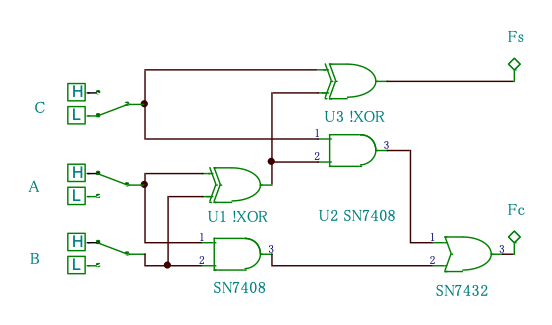 Fs
H
C
L
U3 !XOR
1
2
3
H
A
L
U1 !XOR
U2 SN7408
Fc
H
B
L
1
2
3
SN7408
1
2
3
SN7432